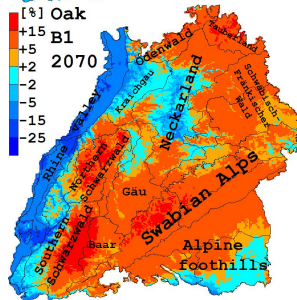 [%] Oak
+15 B1
+5 2070
+2
-2
-5
-15
-25
Odenwald
Tauberland
Kraichgau
Neckarland
Schwäbisch-
Fränkischer
Wald
Rhine Valley
Northern
Schwarzwald
Gäu
Swabian Alps
Southern
Schwarzwald
Baar
Alpine
foothills